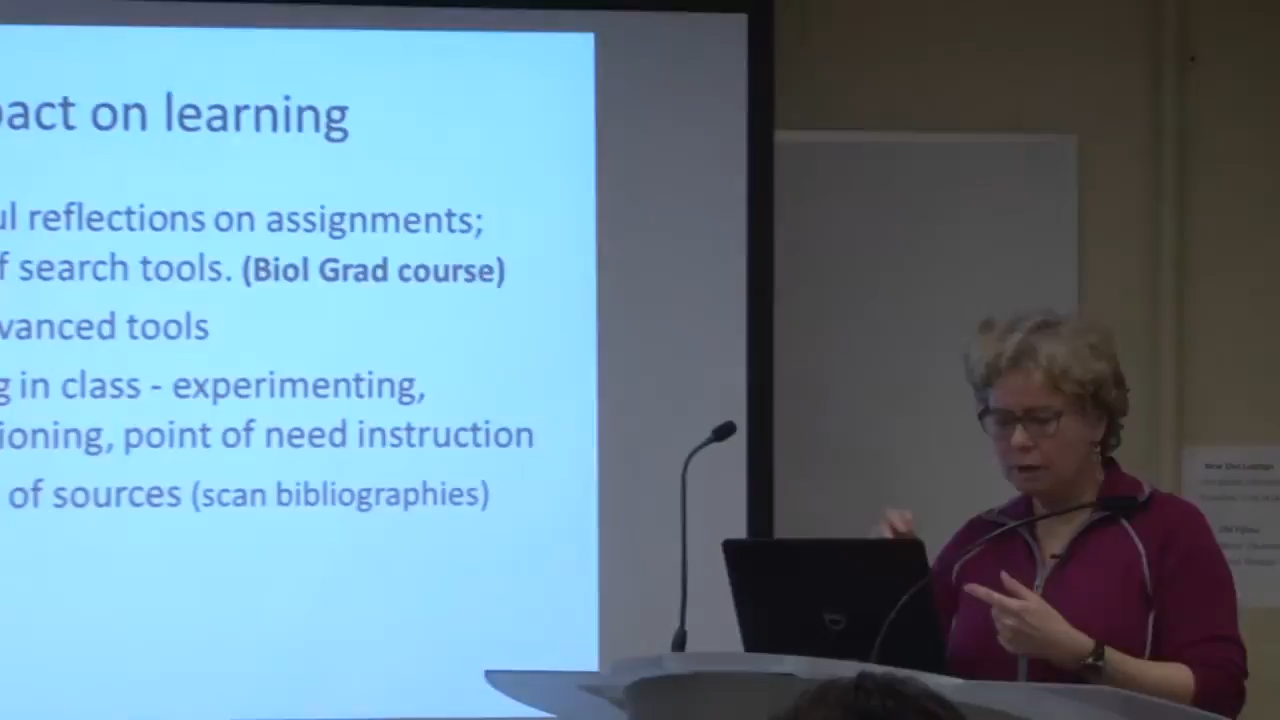 pact on learning
ul reflections on assignments;
f search tools. (Biol Grad course)
vanced tools
g in class - experimenting,
ioning, point of need instruction
of sources (scan bibliographies)